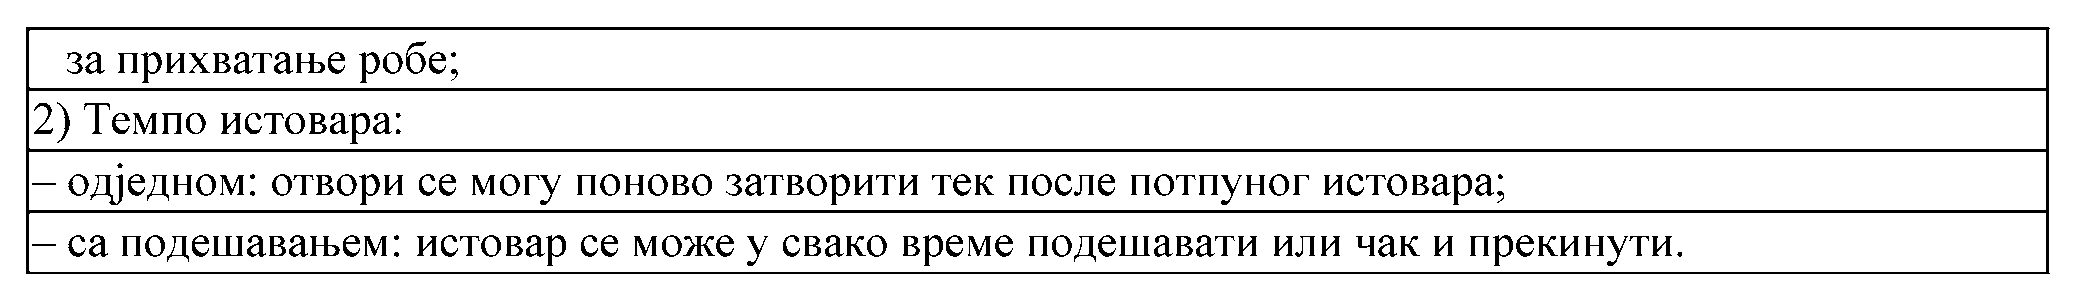 за прихватање робе;
2) Темпо истовара:
– одједном: отвори се могу поново затворити тек после потпуног истовара;
– са подешавањем: истовар се може у свако време подешавати или чак и прекинути.